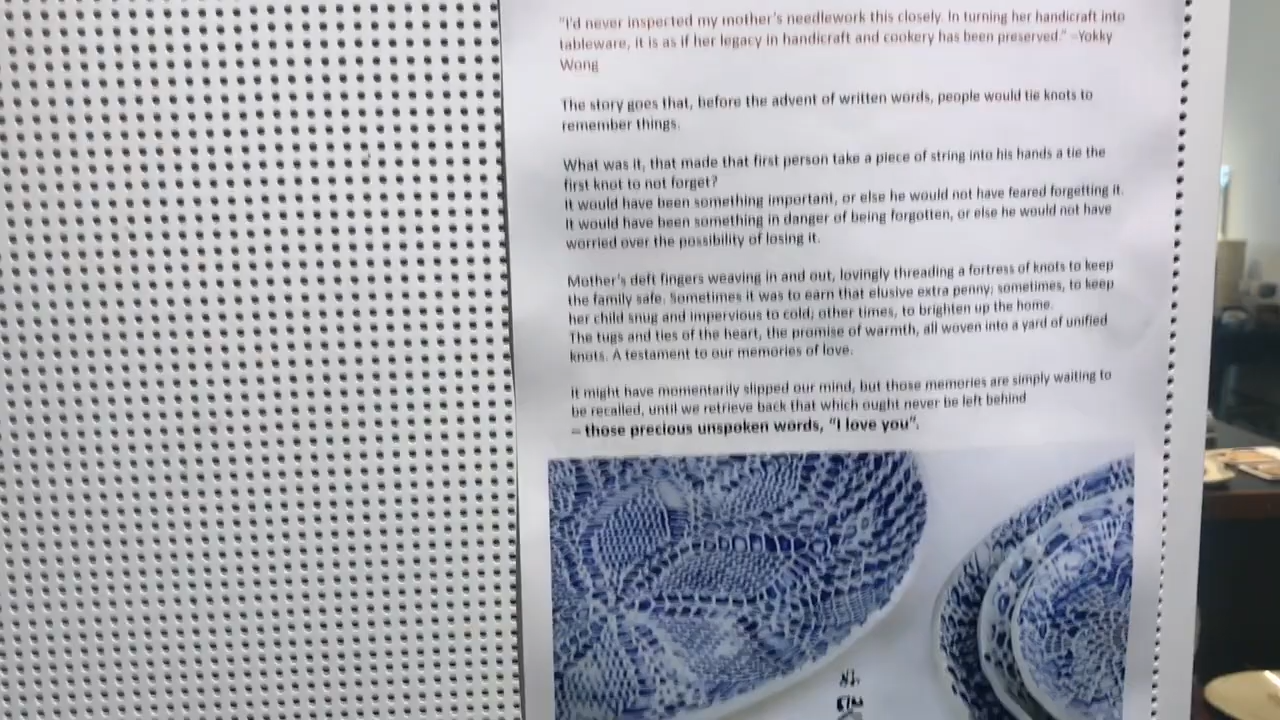 "I'd never inspected my mother's needlework this closely. In turning her handicraft into
tableware, it is as if her legacy in handicraft and cookery has been preserved." –Yokky
Wong
The story goes that, before the advent of written words, people would tie knots to
remember things.
What was it, that made that first person take a piece of string into his hands a tie the
first knot to not forget?
It would have been something important, or else he would not have feared forgetting it.
It would have been something in danger of being forgotten, or else he would not have
worried over the possibility of losing it.
Mother's deft fingers weaving in and out, lovingly threading a fortress of knots to keep
the family safe. Sometimes it was to earn that elusive extra penny; sometimes, to keep
her child snug and impervious to cold; other times, to brighten up the home.
The tugs and ties of the heart, the promise of warmth, all woven into a yard of unified
knots. A testament to our memories of love.
It might have momentarily slipped our mind, but those memories are simply waiting to
be recalled, until we retrieve back that which ought never be left behind
– those precious unspoken words, "I love you".